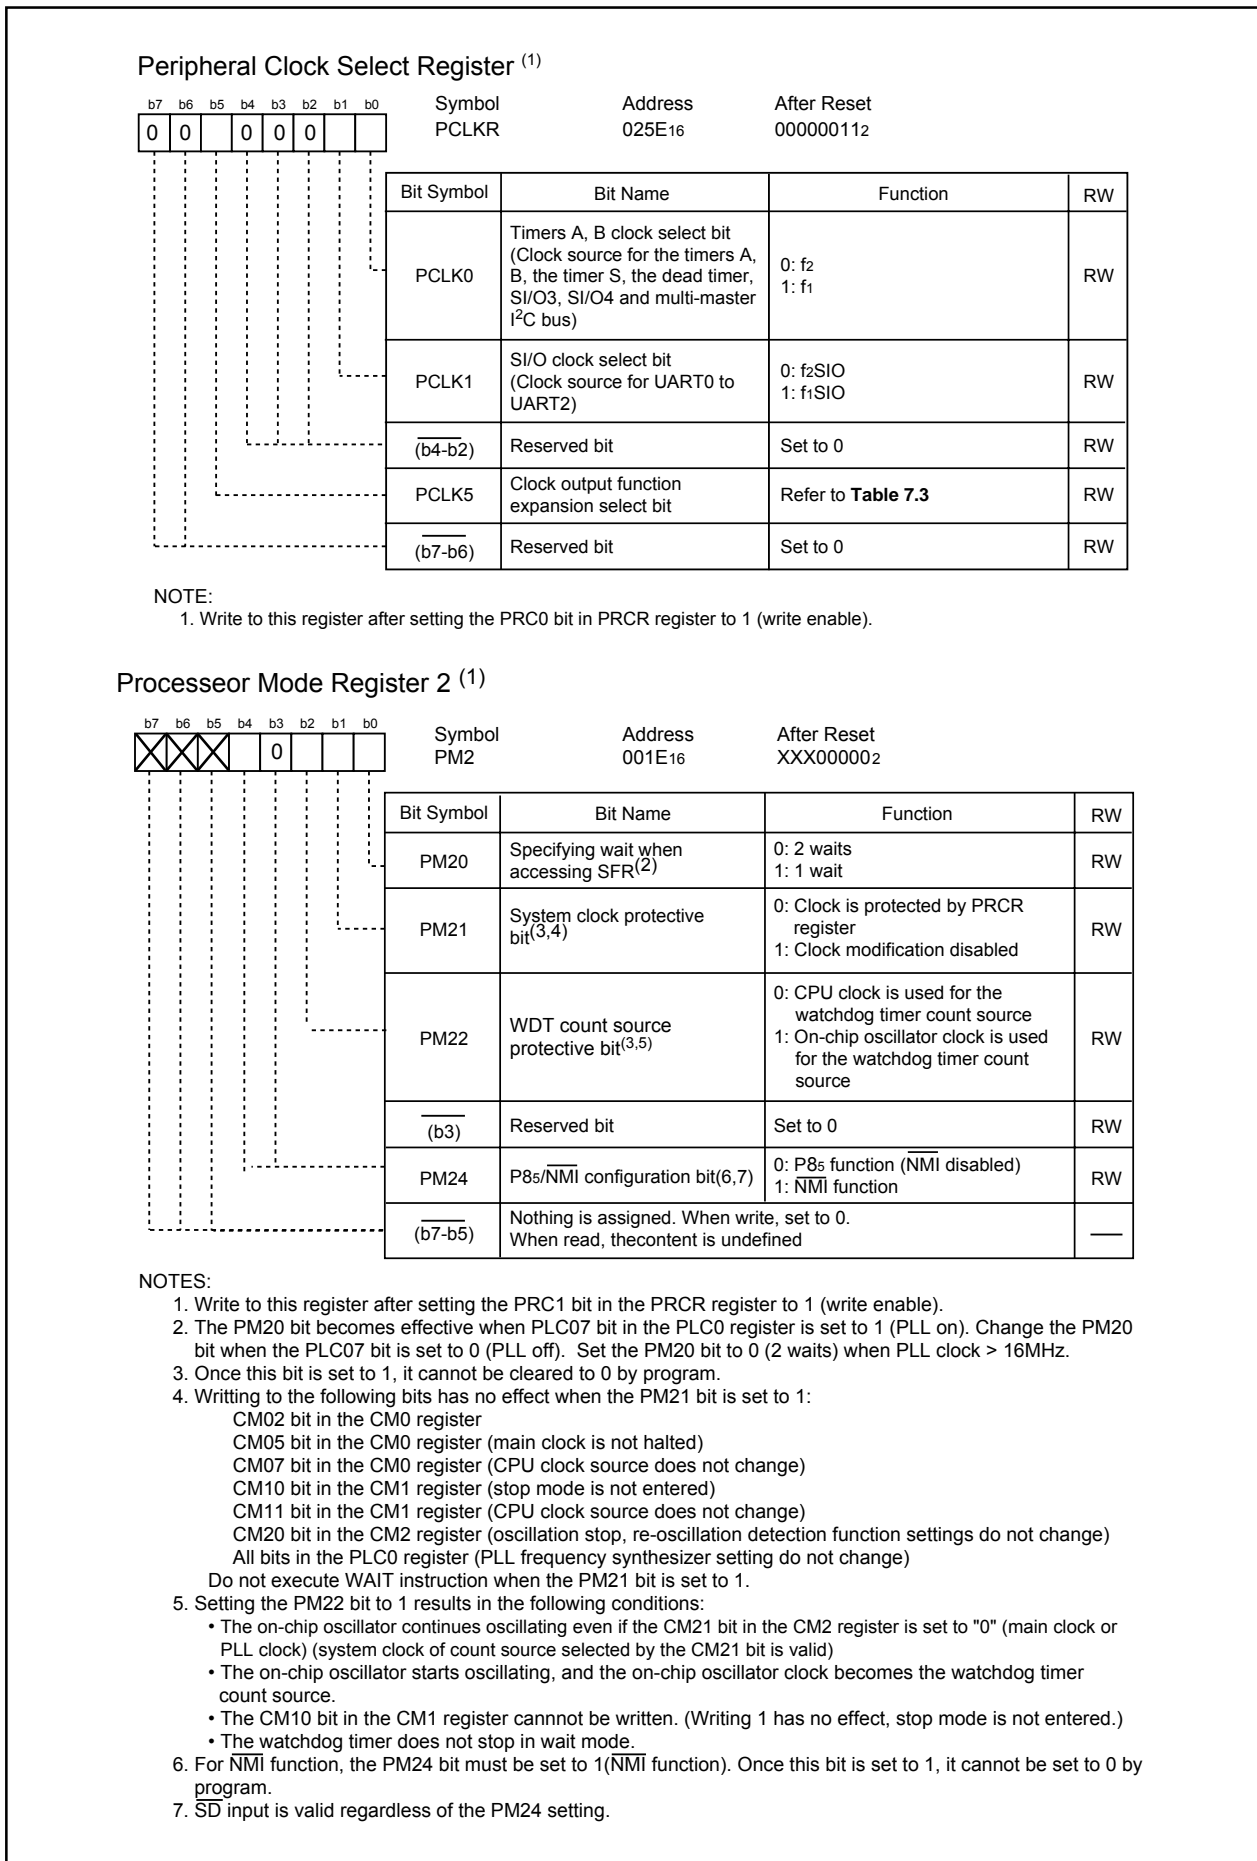 Peripheral Clock Select Register (1)
b7 b6 b5 b4 b3 b2 b1 b0
0 0 0 0 0
Symbol Address After Reset
PCLKR 025E16 000000112
Bit Symbol Bit Name Function RW
PCLK0
Timers A, B clock select bit
(Clock source for the timers A,
B, the timer S, the dead timer,
SI/O3, SI/O4 and multi-master
I2C bus)
0: f2
1: f1
RW
PCLK1
SI/O clock select bit
(Clock source for UART0 to
UART2)
0: f2SIO
1: f1SIO
RW
(b4-b2) Reserved bit Set to 0 RW
PCLK5
Clock output function
expansion select bit
Refer to Table 7.3
RW
(b7-b6) Reserved bit Set to 0 RW
NOTE:
1. Write to this register after setting the PRC0 bit in PRCR register to 1 (write enable).
Processeor Mode Register 2 (1)
b7 b6 b5 b4 b3 b2 b1 b0
0
Symbol Address After Reset
PM2 001E16 XXX000002
Bit Symbol Bit Name Function RW
PM20
Specifying wait when
accessing SFR(2)
0: 2 waits
1: 1 wait
RW
PM21
System clock protective
bit(3,4)
0: Clock is protected by PRCR
register
1: Clock modification disabled
RW
PM22
WDT count source
protective bit(3,5)
0: CPU clock is used for the
watchdog timer count source
1: On-chip oscillator clock is used
for the watchdog timer count
source
RW
(b3) Reserved bit Set to 0 RW
PM24
P85/NMI configuration bit(6,7)
0: P85 function (NMI disabled)
1: NMI function
RW
(b7-b5)
Nothing is assigned. When write, set to 0.
When read, thecontent is undefined
NOTES:
1. Write to this register after setting the PRC1 bit in the PRCR register to 1 (write enable).
2. The PM20 bit becomes effective when PLC07 bit in the PLC0 register is set to 1 (PLL on). Change the PM20
bit when the PLC07 bit is set to 0 (PLL off). Set the PM20 bit to 0 (2 waits) when PLL clock > 16MHz.
3. Once this bit is set to 1, it cannot be cleared to 0 by program.
4. Writting to the following bits has no effect when the PM21 bit is set to 1:
CM02 bit in the CM0 register
CM05 bit in the CM0 register (main clock is not halted)
CM07 bit in the CM0 register (CPU clock source does not change)
CM10 bit in the CM1 register (stop mode is not entered)
CM11 bit in the CM1 register (CPU clock source does not change)
CM20 bit in the CM2 register (oscillation stop, re-oscillation detection function settings do not change)
All bits in the PLC0 register (PLL frequency synthesizer setting do not change)
Do not execute WAIT instruction when the PM21 bit is set to 1.
5. Setting the PM22 bit to 1 results in the following conditions:
• The on-chip oscillator continues oscillating even if the CM21 bit in the CM2 register is set to "0" (main clock or
PLL clock) (system clock of count source selected by the CM21 bit is valid)
• The on-chip oscillator starts oscillating, and the on-chip oscillator clock becomes the watchdog timer
count source.
• The CM10 bit in the CM1 register cannnot be written. (Writing 1 has no effect, stop mode is not entered.)
• The watchdog timer does not stop in wait mode.
6. For NMI function, the PM24 bit must be set to 1(NMI function). Once this bit is set to 1, it cannot be set to 0 by
program.
7. SD input is valid regardless of the PM24 setting.